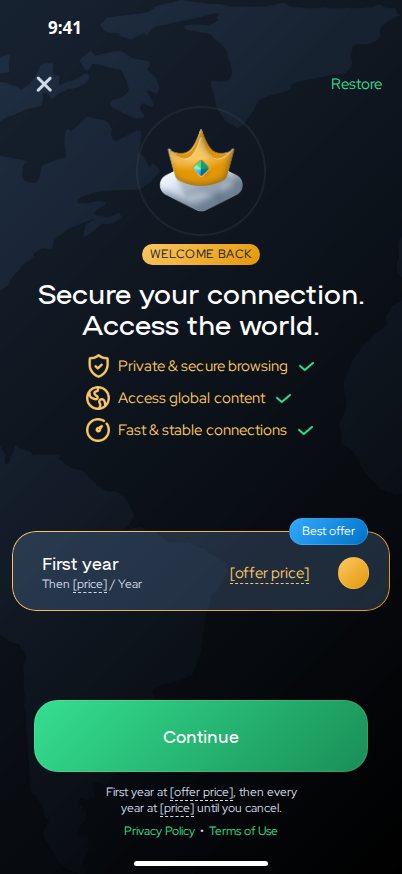 9:41
Restore
WELCOME BACK
Secure your connection.
Access the world.
Private & secure browsing
Access global content
Fast & stable connections
Best offer
First year
Then [price] / Year
[offer price]
Continue
First year at [offer price], then every
year at [price] until you cancel.
Privacy Policy • Terms of Use